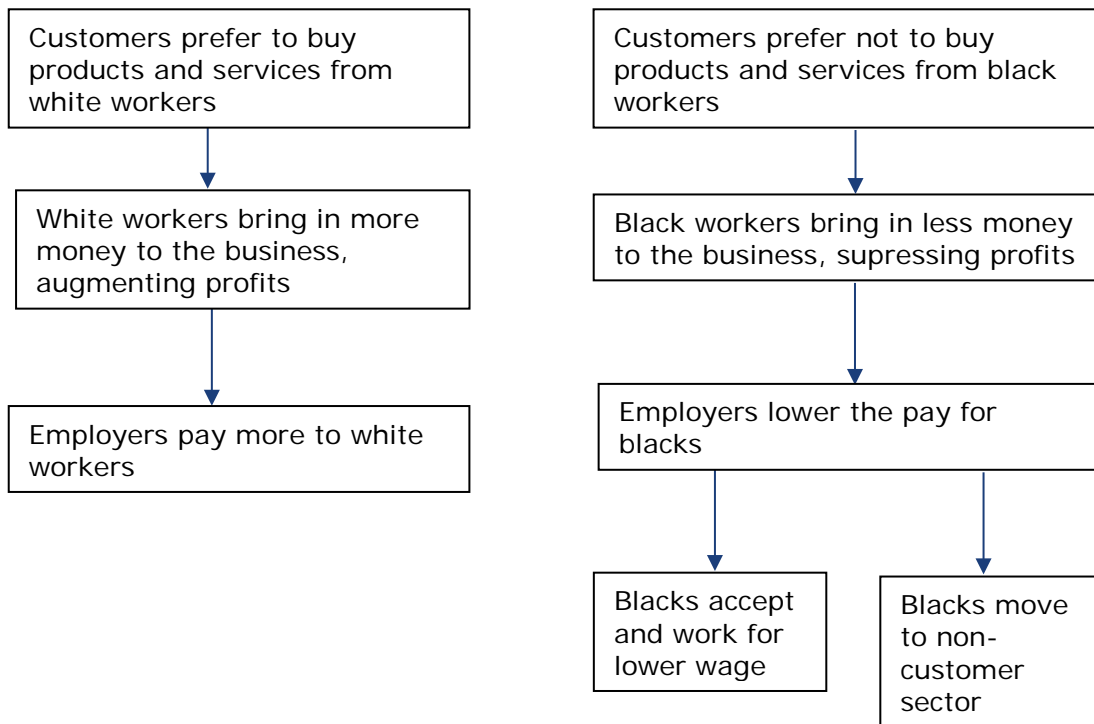 Customers prefer to buy
products and services from
white workers
White workers bring in more
money to the business,
augmenting profits
Employers pay more to white
workers
Customers prefer not to buy
products and services from black
workers
Black workers bring in less money
to the business, supressing profits
Employers lower the pay for
blacks
Blacks accept
and work for
lower wage
Blacks move
to non-
customer
sector